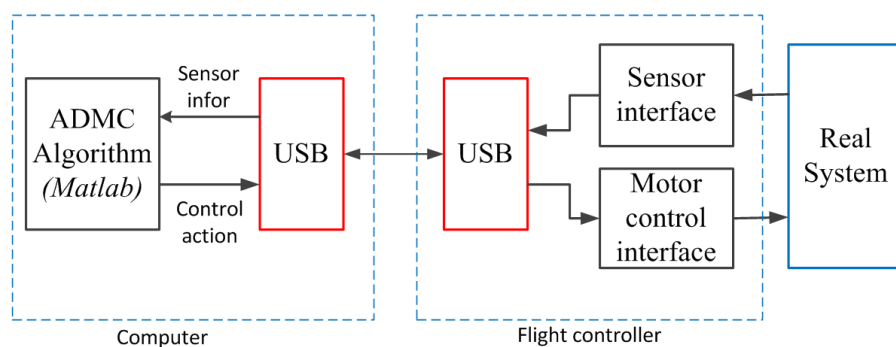 ADMC
Algorithm
(Matlab)
Sensor
infor
Control
action
USB
USB
Sensor
interface
Motor
control
interface
Real
System
Computer
Flight controller